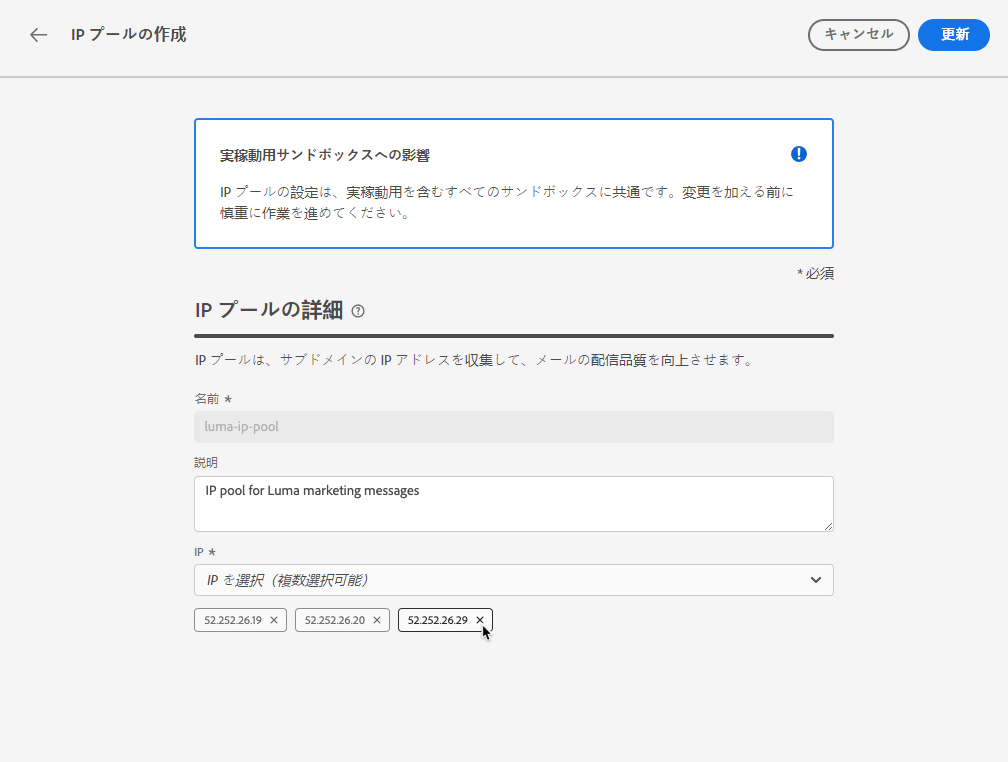 IP プールの作成
キャンセル
更新
実稼動用サンドボックスへの影響
IP プールの設定は、実稼動用を含むすべてのサンドボックスに共通です。変更を加える前に
慎重に作業を進めてください。
* 必須
IP プールの詳細
IP プールは、サブドメインの IP アドレスを収集して、メールの配信品質を向上させます。
名前 *
luma-ip-pool
説明
IP pool for Luma marketing messages
IP *
IP を選択（複数選択可能）
52.252.26.19 ×
52.252.26.20 ×
52.252.26.29 ×